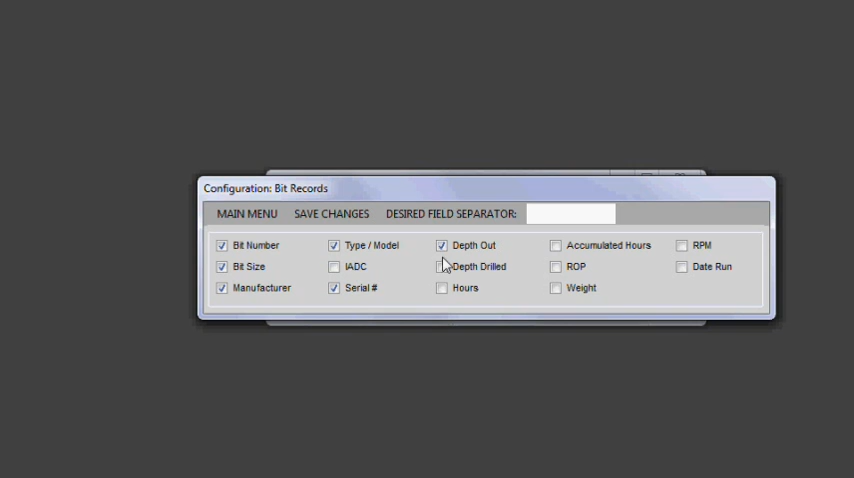 Configuration: Bit Records
MAIN MENU SAVE CHANGES DESIRED FIELD SEPARATOR:
Bit Number Type / Model Depth Out Accumulated Hours RPM
Bit Size IADC Depth Drilled ROP Date Run
Manufacturer Serial # Hours Weight